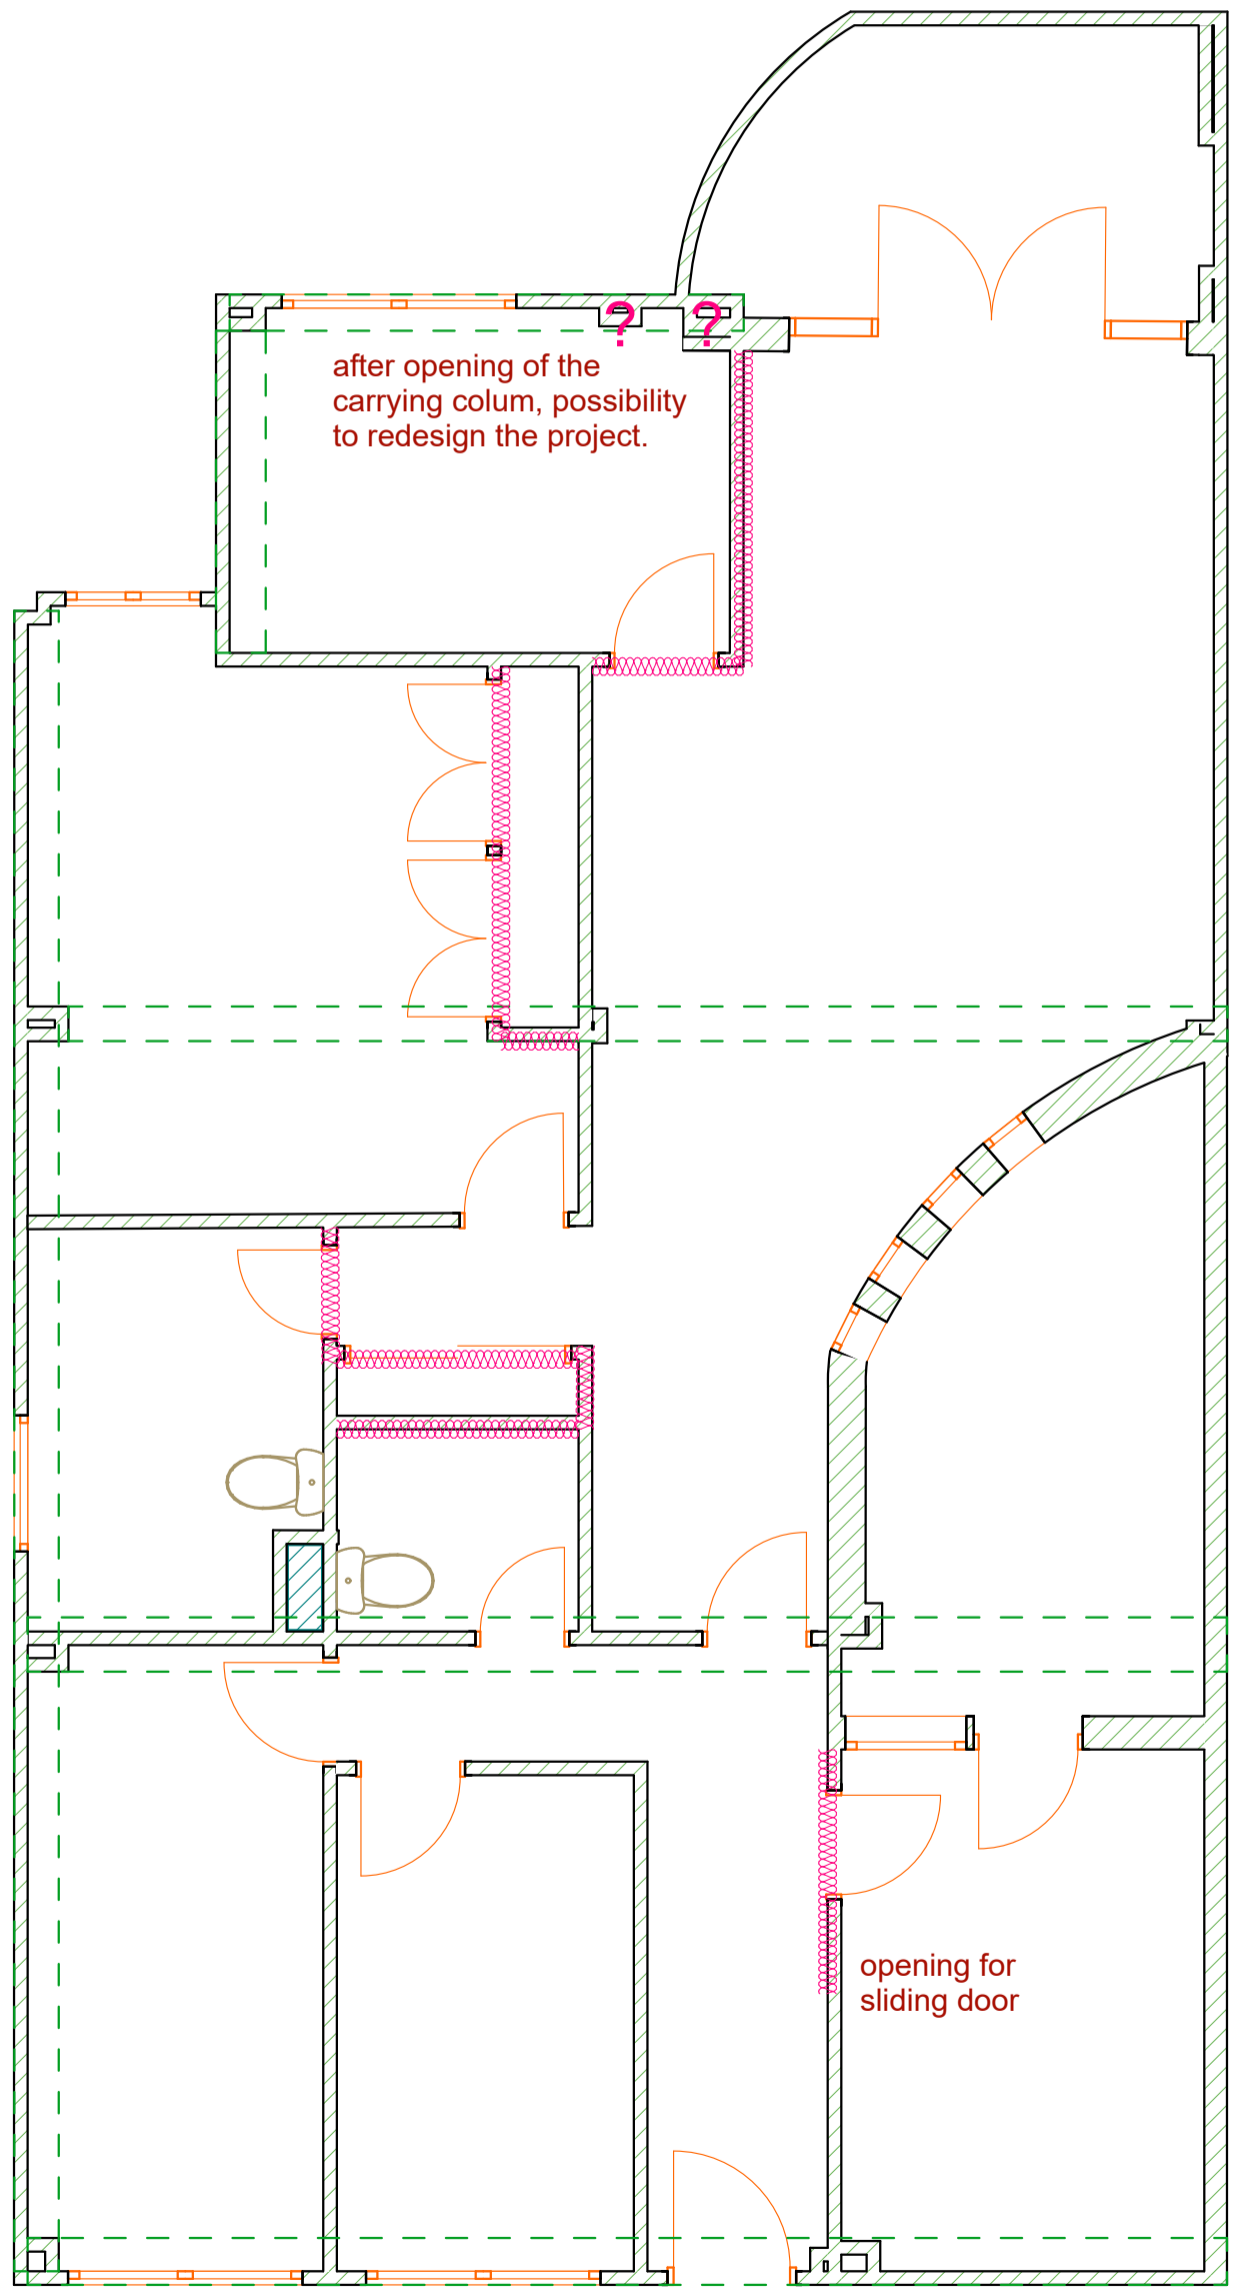 ? ?
after opening of the
carrying colum, possibility
to redesign the project.
opening for
sliding door